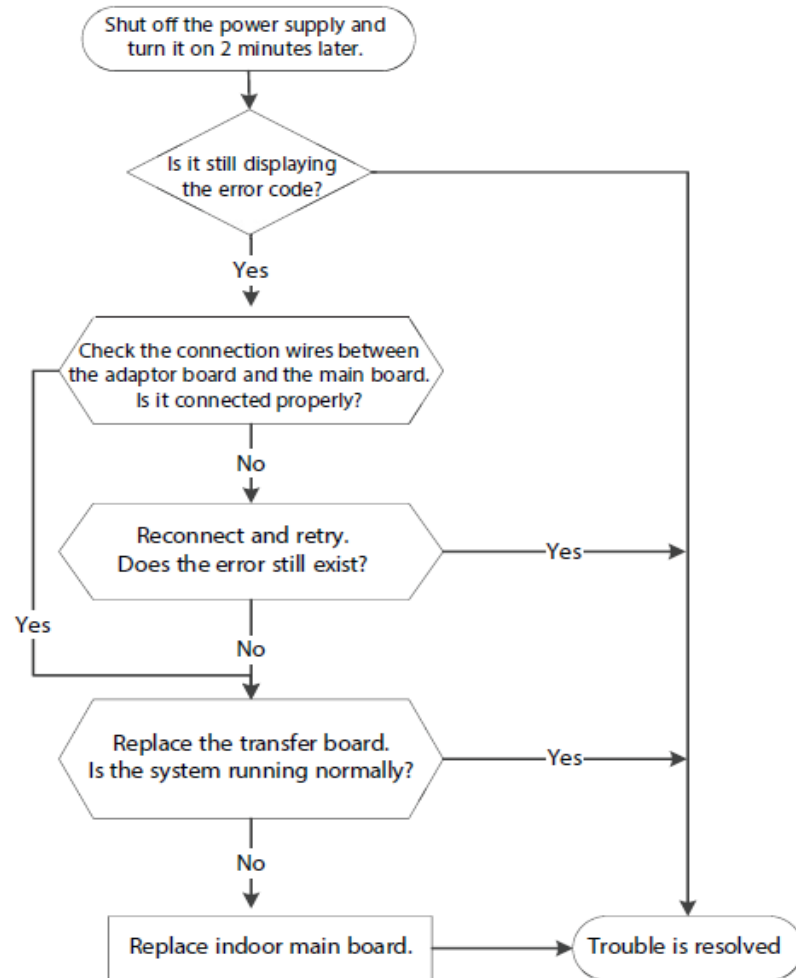 Shut off the power supply and
turn it on 2 minutes later.
Is it still displaying
the error code?
Yes
Check the connection wires between
the adaptor board and the main board.
Is it connected properly?
No
Reconnect and retry.
Does the error still exist?
Yes
Yes
No
Replace the transfer board.
Is the system running normally?
Yes
No
Replace indoor main board.
Trouble is resolved